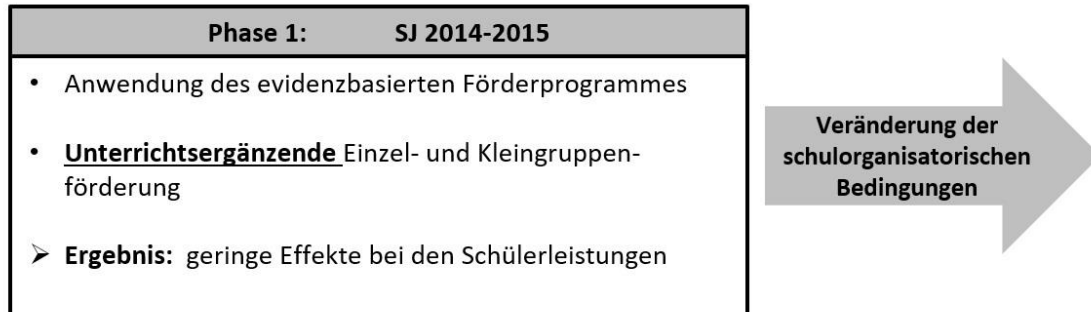 Phase 1: SJ 2014-2015
• Anwendung des evidenzbasierten Förderprogrammes
• Unterrichtsergänzende Einzel- und Kleingruppen-
förderung
➢ Ergebnis: geringe Effekte bei den Schülerleistungen
Veränderung der
schulorganisatorischen
Bedingungen